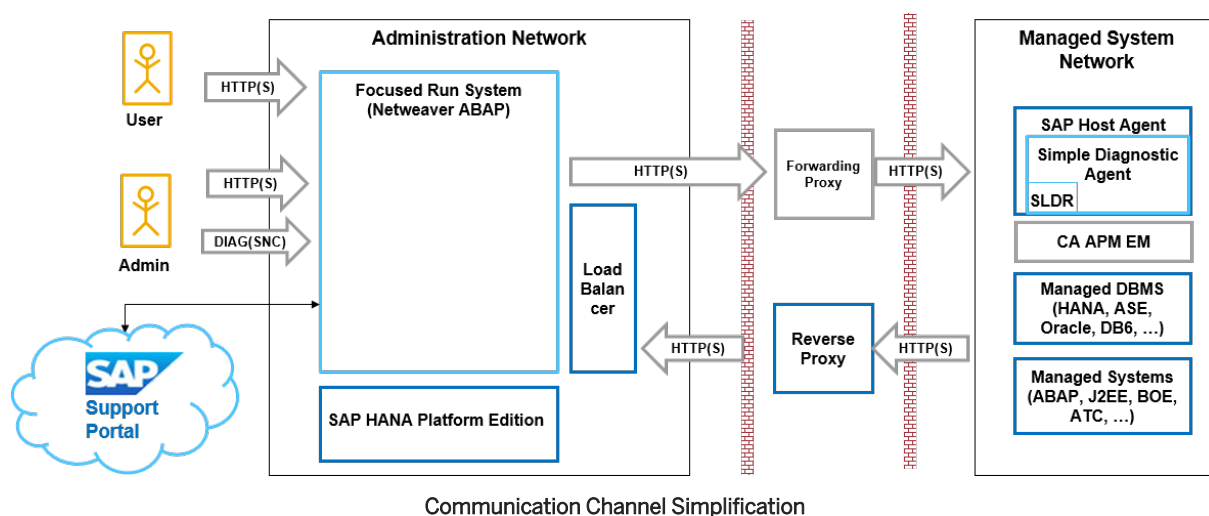 Administration Network
Managed System
Network
Focused Run System
(Netweaver ABAP)
HTTP(S)
User
HTTP(S)
DIAG(SNC)
Admin
SAP
Support
Portal
Load
Balan
cer
SAP HANA Platform Edition
HTTP(S)
Forwarding
Proxy
HTTP(S)
HTTP(S)
Reverse
Proxy
HTTP(S)
SAP Host Agent
Simple Diagnostic
Agent
SLDR
CA APM EM
Managed DBMS
(HANA, ASE,
Oracle, DB6, ...)
Managed Systems
(ABAP, J2EE, BOE,
ATC, ...)
Communication Channel Simplification